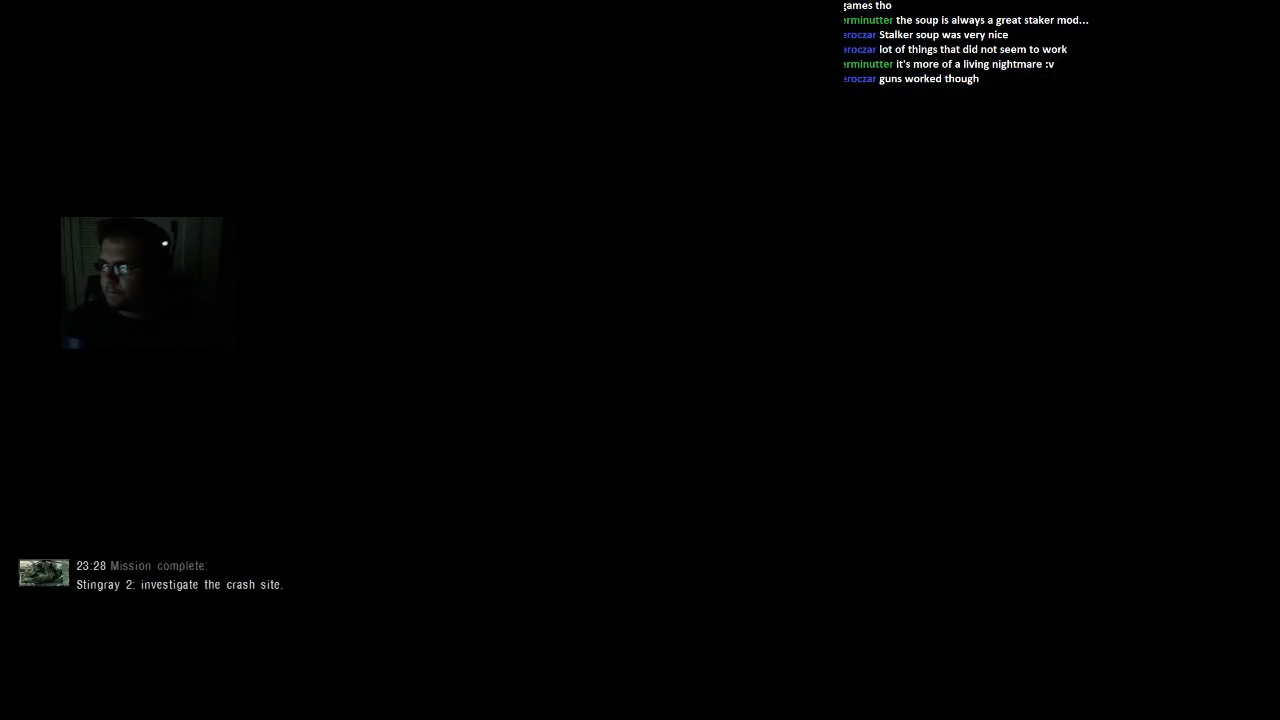 games tho
erminutter the soup is always a great staker mod...
eroczar Stalker soup was very nice
eroczar lot of things that did not seem to work
erminutter it's more of a living nightmare :v
eroczar guns worked though
23:28 Mission complete:
Stingray 2: investigate the crash site.